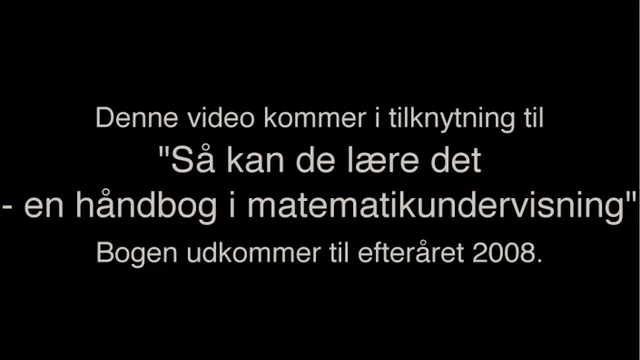 Denne video kommer i tilknytning til
"Så kan de lære det
- en håndbog i matematikundervisning"
Bogen udkommer til efteråret 2008.